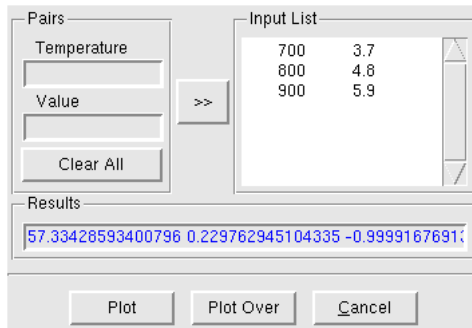 Pairs
Temperature
Value
Clear All
>>
Input List
700 3.7
800 4.8
900 5.9
Results
57.33428593400796 0.229762945104335 -0.9999167691
Plot
Plot Over
Cancel